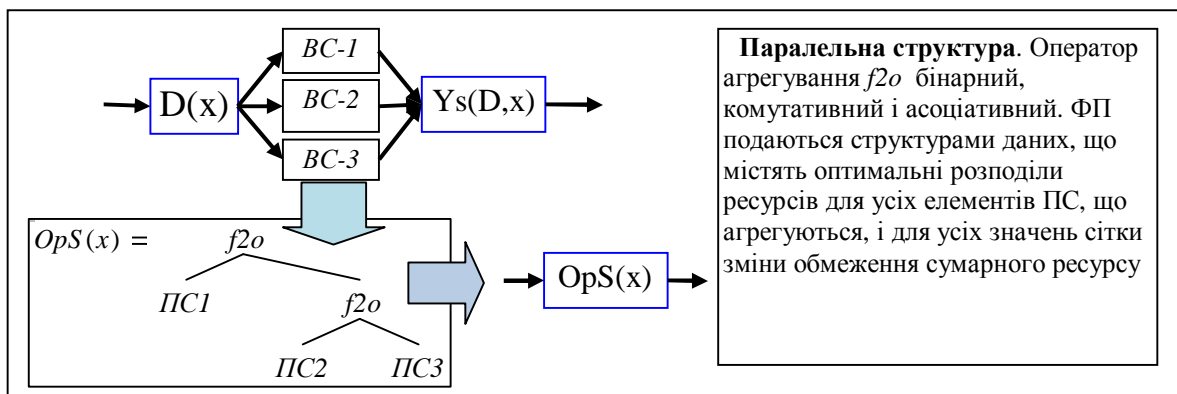 ВС-1
D(x)
ВС-2
Ys(D,x)
ВС-3
OpS(x) =
f2o
ПС1
f2o
ПС2
ПС3
OpS(x)
Паралельна структура. Оператор
агрегування f2o бінарний,
комутативний і асоціативний. ФП
подаються структурами даних, що
містять оптимальні розподіли
ресурсів для усіх елементів ПС, що
агрегуються, і для усіх значень сітки
зміни обмеження сумарного ресурсу